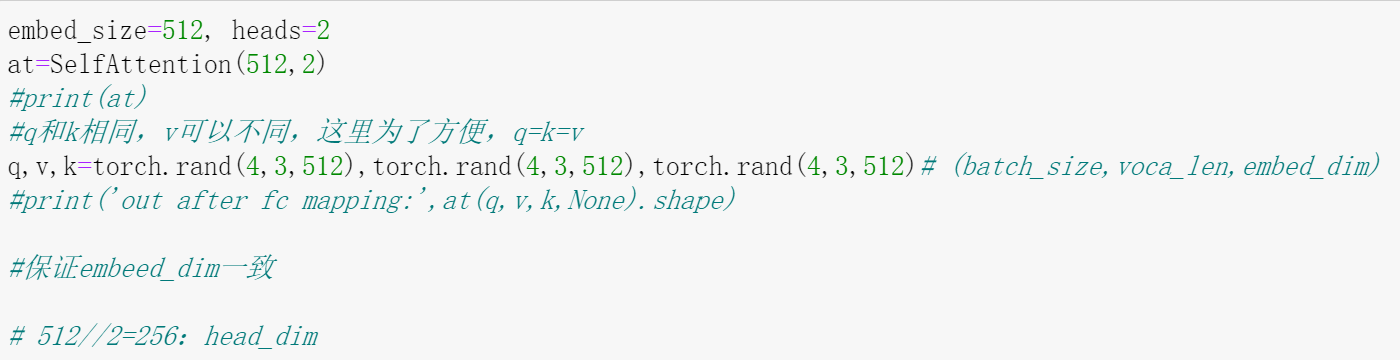 embed_size=512, heads=2
at=SelfAttention(512,2)
#print(at)
#q和k相同，v可以不同，这里为了方便，q=k=v
q,v,k=torch.rand(4,3,512),torch.rand(4,3,512),torch.rand(4,3,512)# (batch_size,voca_len,embed_dim)
#print('out after fc mapping:',at(q,v,k,None).shape)
#保证embeed_dim一致
# 512//2=256：head_dim